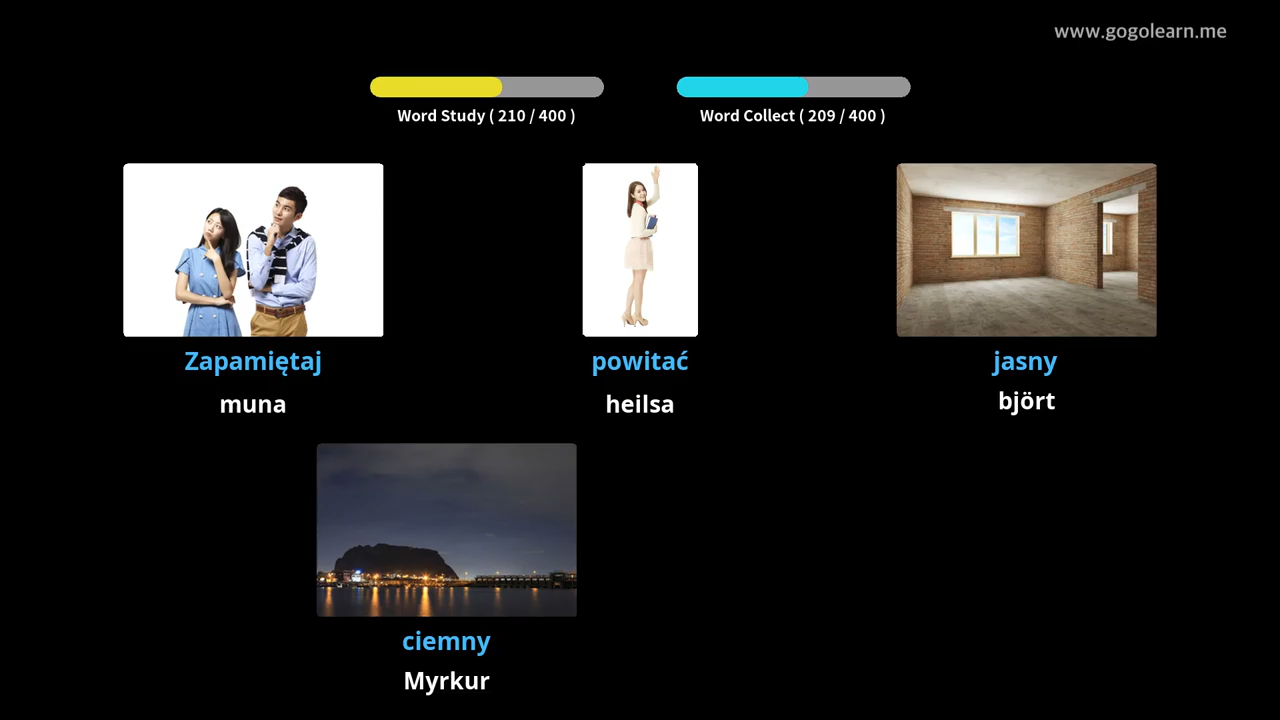 www.gogolearn.me
Word Study ( 210 / 400 )
Word Collect ( 209 / 400 )
Zapamiętaj
muna
powitać
heilsa
jasny
björt
ciemny
Myrkur